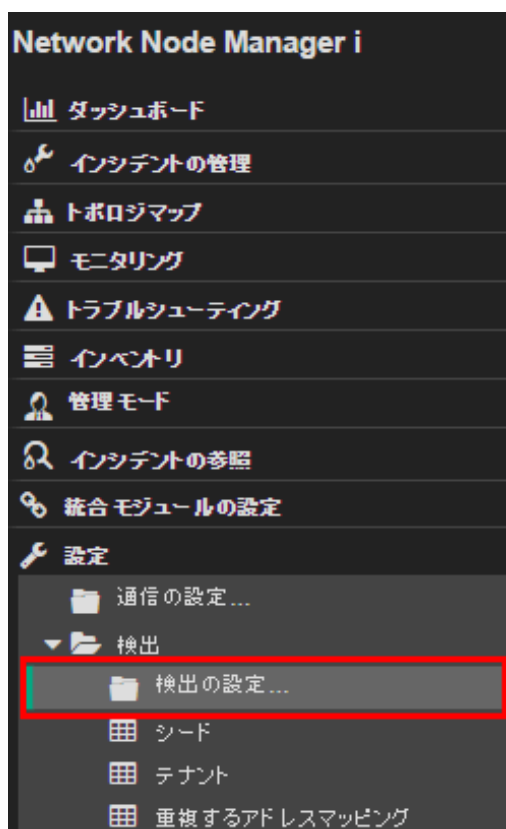 Network Node Manager i
ダッシュボード
インシデントの管理
トポロジマップ
モニタリング
トラブルシューティング
インベントリ
管理モード
インシデントの参照
統合モジュールの設定
設定
通信の設定...
検出
検出の設定...
シード
テナント
重複するアドレスマッピング